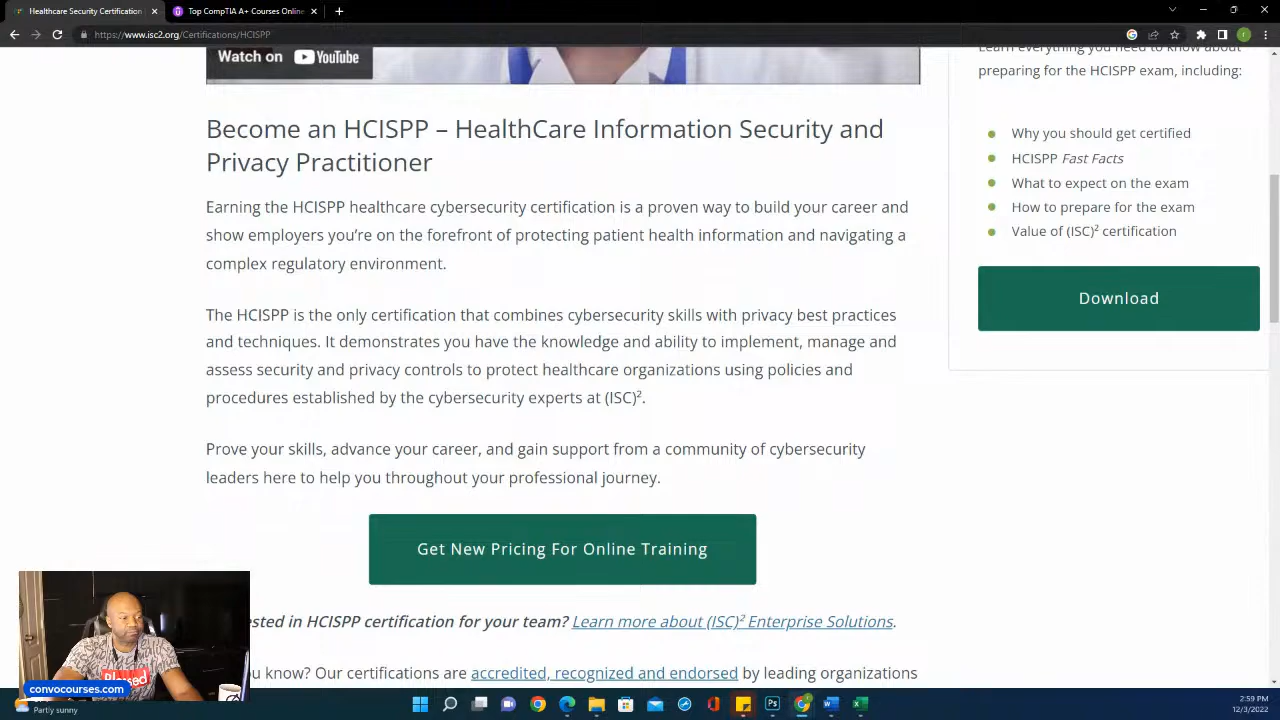 Healthcare Security Certification
Top CompTIA A+ Courses Online
https://www.isc2.org/Certifications/HCISPP
Watch on YouTube
Become an HCISPP – HealthCare Information Security and
Privacy Practitioner
Earning the HCISPP healthcare cybersecurity certification is a proven way to build your career and
show employers you're on the forefront of protecting patient health information and navigating a
complex regulatory environment.
The HCISPP is the only certification that combines cybersecurity skills with privacy best practices
and techniques. It demonstrates you have the knowledge and ability to implement, manage and
assess security and privacy controls to protect healthcare organizations using policies and
procedures established by the cybersecurity experts at (ISC)².
Prove your skills, advance your career, and gain support from a community of cybersecurity
leaders here to help you throughout your professional journey.
Get New Pricing For Online Training
ested in HCISPP certification for your team? Learn more about (ISC)² Enterprise Solutions.
u know? Our certifications are accredited, recognized and endorsed by leading organizations
Learn everything you need to know about
preparing for the HCISPP exam, including:
Why you should get certified
HCISPP Fast Facts
What to expect on the exam
How to prepare for the exam
Value of (ISC)² certification
Download
convocourses.com
Partly sunny
2:59 PM
12/3/2022